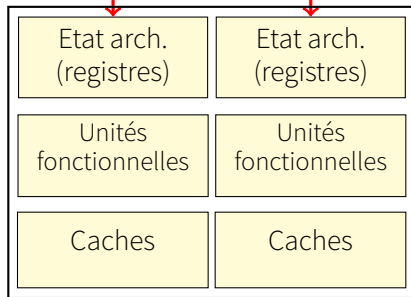 Etat arch.
(registres)
Etat arch.
(registres)
Unités
fonctionnelles
Unités
fonctionnelles
Caches
Caches